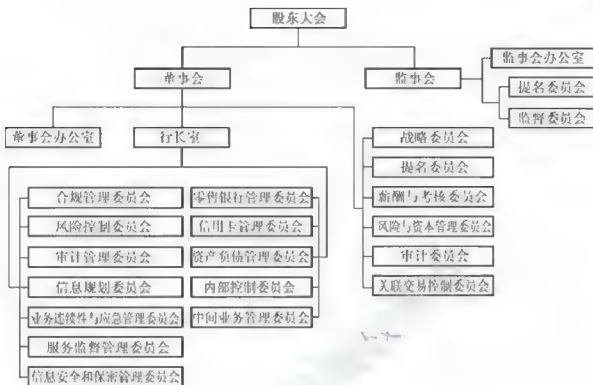 股东大会
董事会
监事会
监事会办公室
提名委员会
监督委员会
董事会办公室
行长室
战略委员会
提名委员会
薪酬与考核委员会
风险与资本管理委员会
审计委员会
关联交易控制委员会
合规管理委员会
风险控制委员会
审计管理委员会
信息规划委员会
业务连续性与应急管理委员会
服务监督管理委员会
信息安全和保密管理委员会
零售银行管理委员会
信用卡管理委员会
资产负债管理委员会
内部控制委员会
中间业务管理委员会